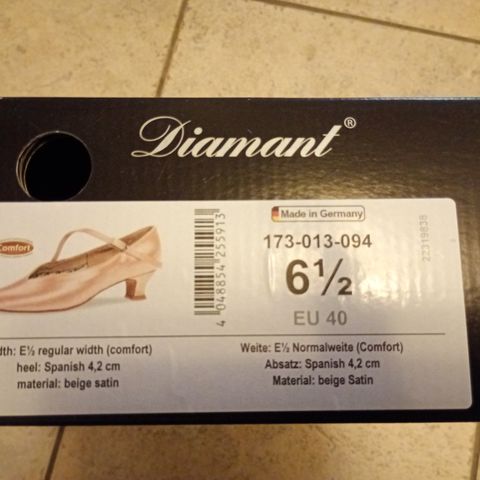 Diamant®
Comfort
Made in Germany
173-013-094
6½
EU 40
4 048854 255913
22319838
dth: E½ regular width (comfort)
heel: Spanish 4,2 cm
material: beige satin
Weite: E½ Normalweite (Comfort)
Absatz: Spanish 4,2 cm
Material: beige Satin